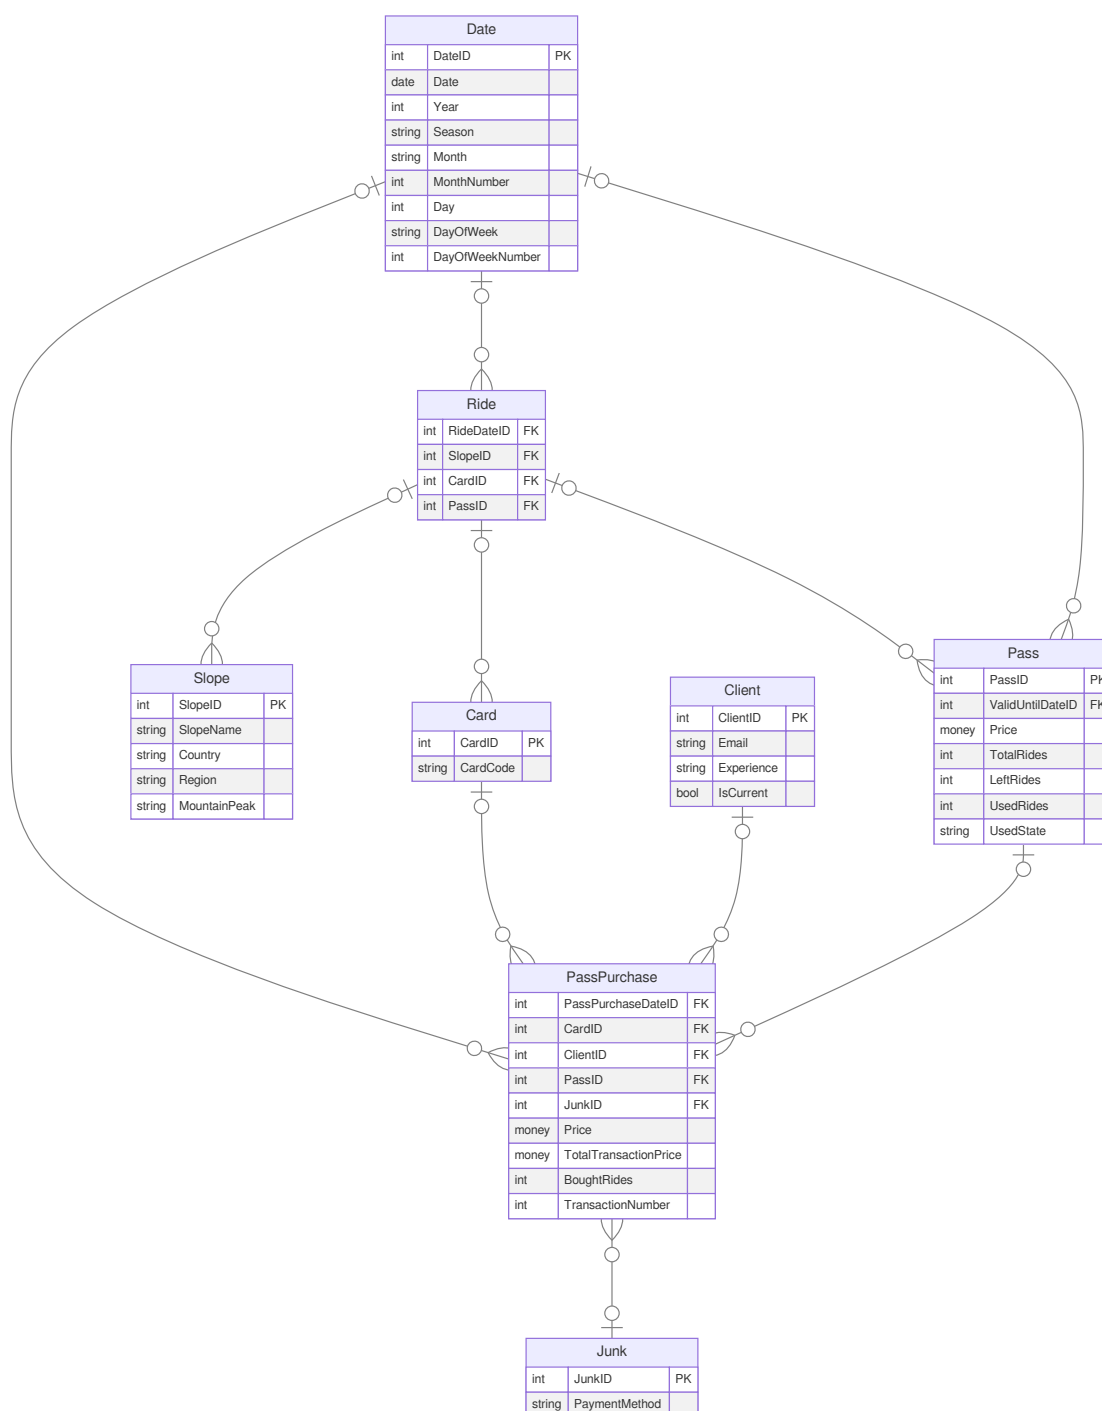 Date
int DateID PK
date Date
int Year
string Season
string Month
int MonthNumber
int Day
string DayOfWeek
int DayOfWeekNumber
Ride
int RideDateID FK
int SlopeID FK
int CardID FK
int PassID FK
Slope
int SlopeID PK
string SlopeName
string Country
string Region
string MountainPeak
Card
int CardID PK
string CardCode
Client
int ClientID PK
string Email
string Experience
bool IsCurrent
Pass
int PassID PK
int ValidUntilDateID FK
money Price
int TotalRides
int LeftRides
int UsedRides
string UsedState
PassPurchase
int PassPurchaseDateID FK
int CardID FK
int ClientID FK
int PassID FK
int JunkID FK
money Price
money TotalTransactionPrice
int BoughtRides
int TransactionNumber
Junk
int JunkID PK
string PaymentMethod